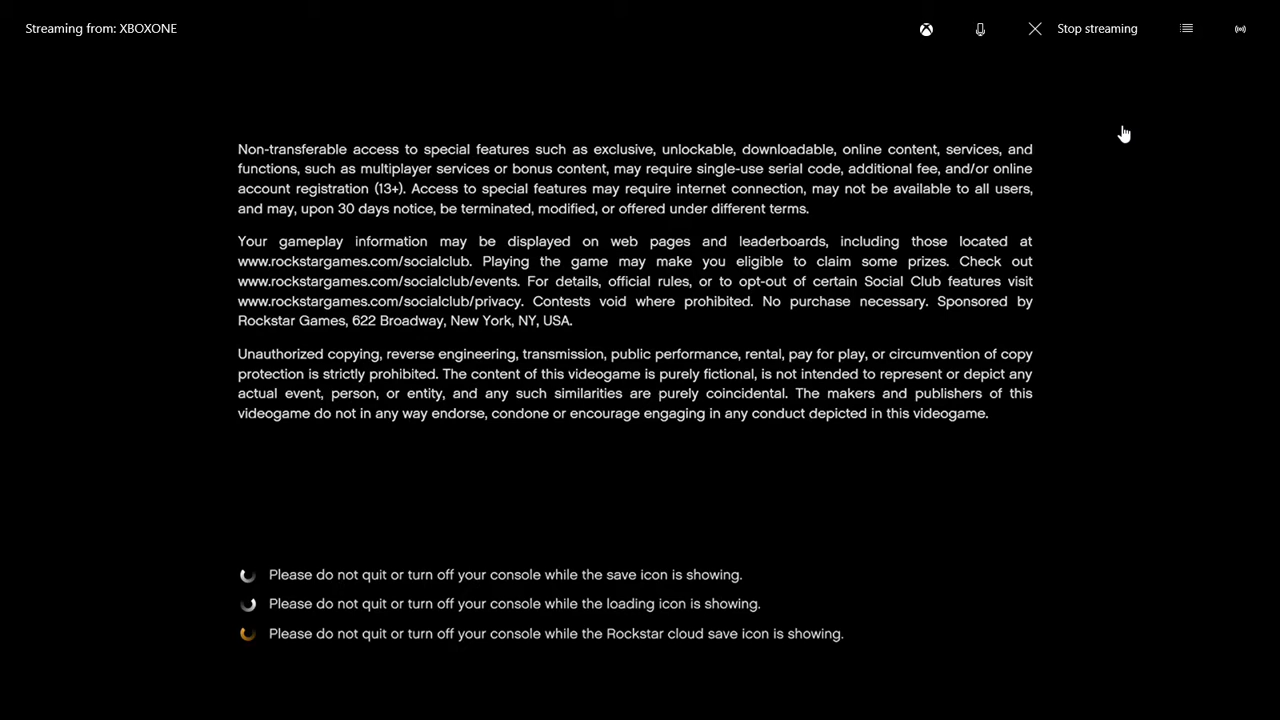 Streaming from: XBOXONE
Stop streaming
Non-transferable access to special features such as exclusive, unlockable, downloadable, online content, services, and
functions, such as multiplayer services or bonus content, may require single-use serial code, additional fee, and/or online
account registration (13+). Access to special features may require internet connection, may not be available to all users,
and may, upon 30 days notice, be terminated, modified, or offered under different terms.
Your gameplay information may be displayed on web pages and leaderboards, including those located at
www.rockstargames.com/socialclub. Playing the game may make you eligible to claim some prizes. Check out
www.rockstargames.com/socialclub/events. For details, official rules, or to opt-out of certain Social Club features visit
www.rockstargames.com/socialclub/privacy. Contests void where prohibited. No purchase necessary. Sponsored by
Rockstar Games, 622 Broadway, New York, NY, USA.
Unauthorized copying, reverse engineering, transmission, public performance, rental, pay for play, or circumvention of copy
protection is strictly prohibited. The content of this videogame is purely fictional, is not intended to represent or depict any
actual event, person, or entity, and any such similarities are purely coincidental. The makers and publishers of this
videogame do not in any way endorse, condone or encourage engaging in any conduct depicted in this videogame.
Please do not quit or turn off your console while the save icon is showing.
Please do not quit or turn off your console while the loading icon is showing.
Please do not quit or turn off your console while the Rockstar cloud save icon is showing.